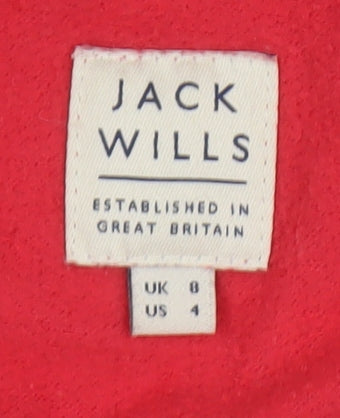 JACK
WILLS
ESTABLISHED IN
GREAT BRITAIN
UK 8
US 4